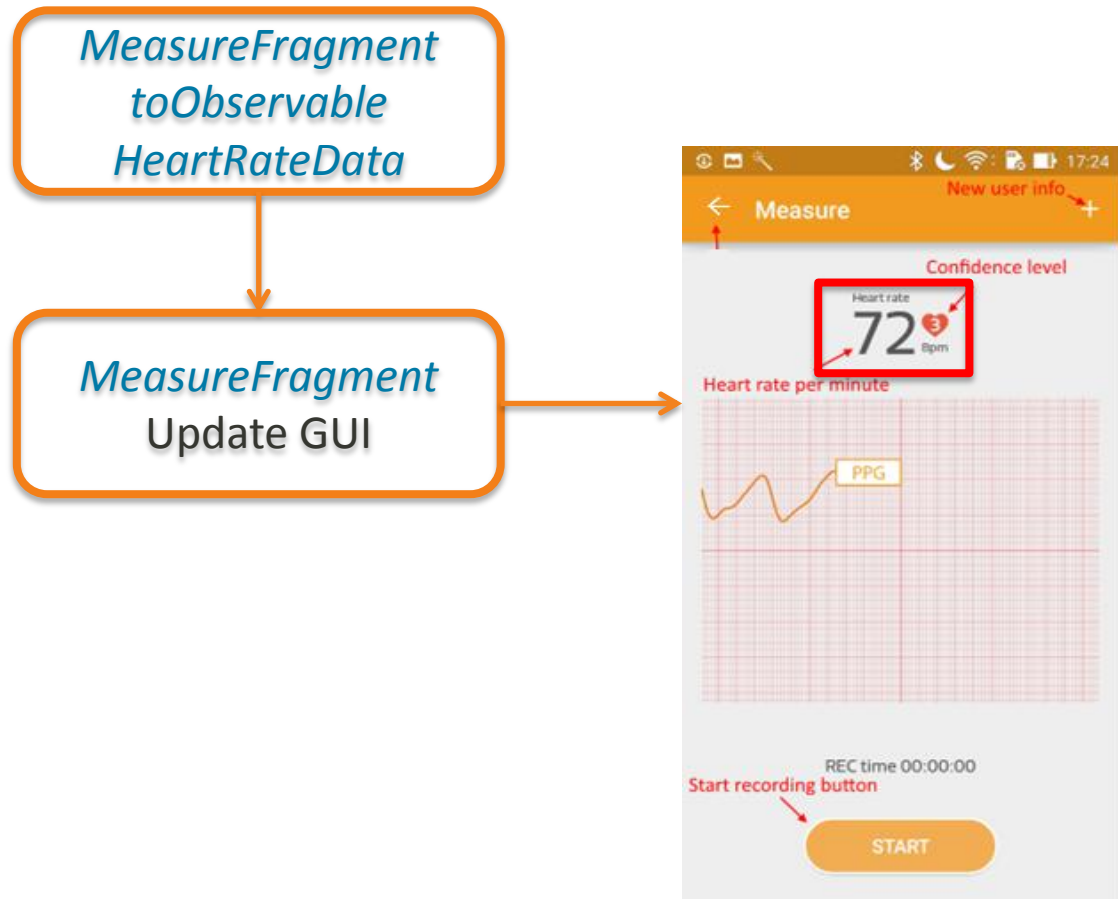 MeasureFragment
toObservable
HeartRateData
MeasureFragment
Update GUI
17:24
New user info
Measure
Confidence level
Heart rate
72
3
Bpm
Heart rate per minute
PPG
REC time 00:00:00
Start recording button
START